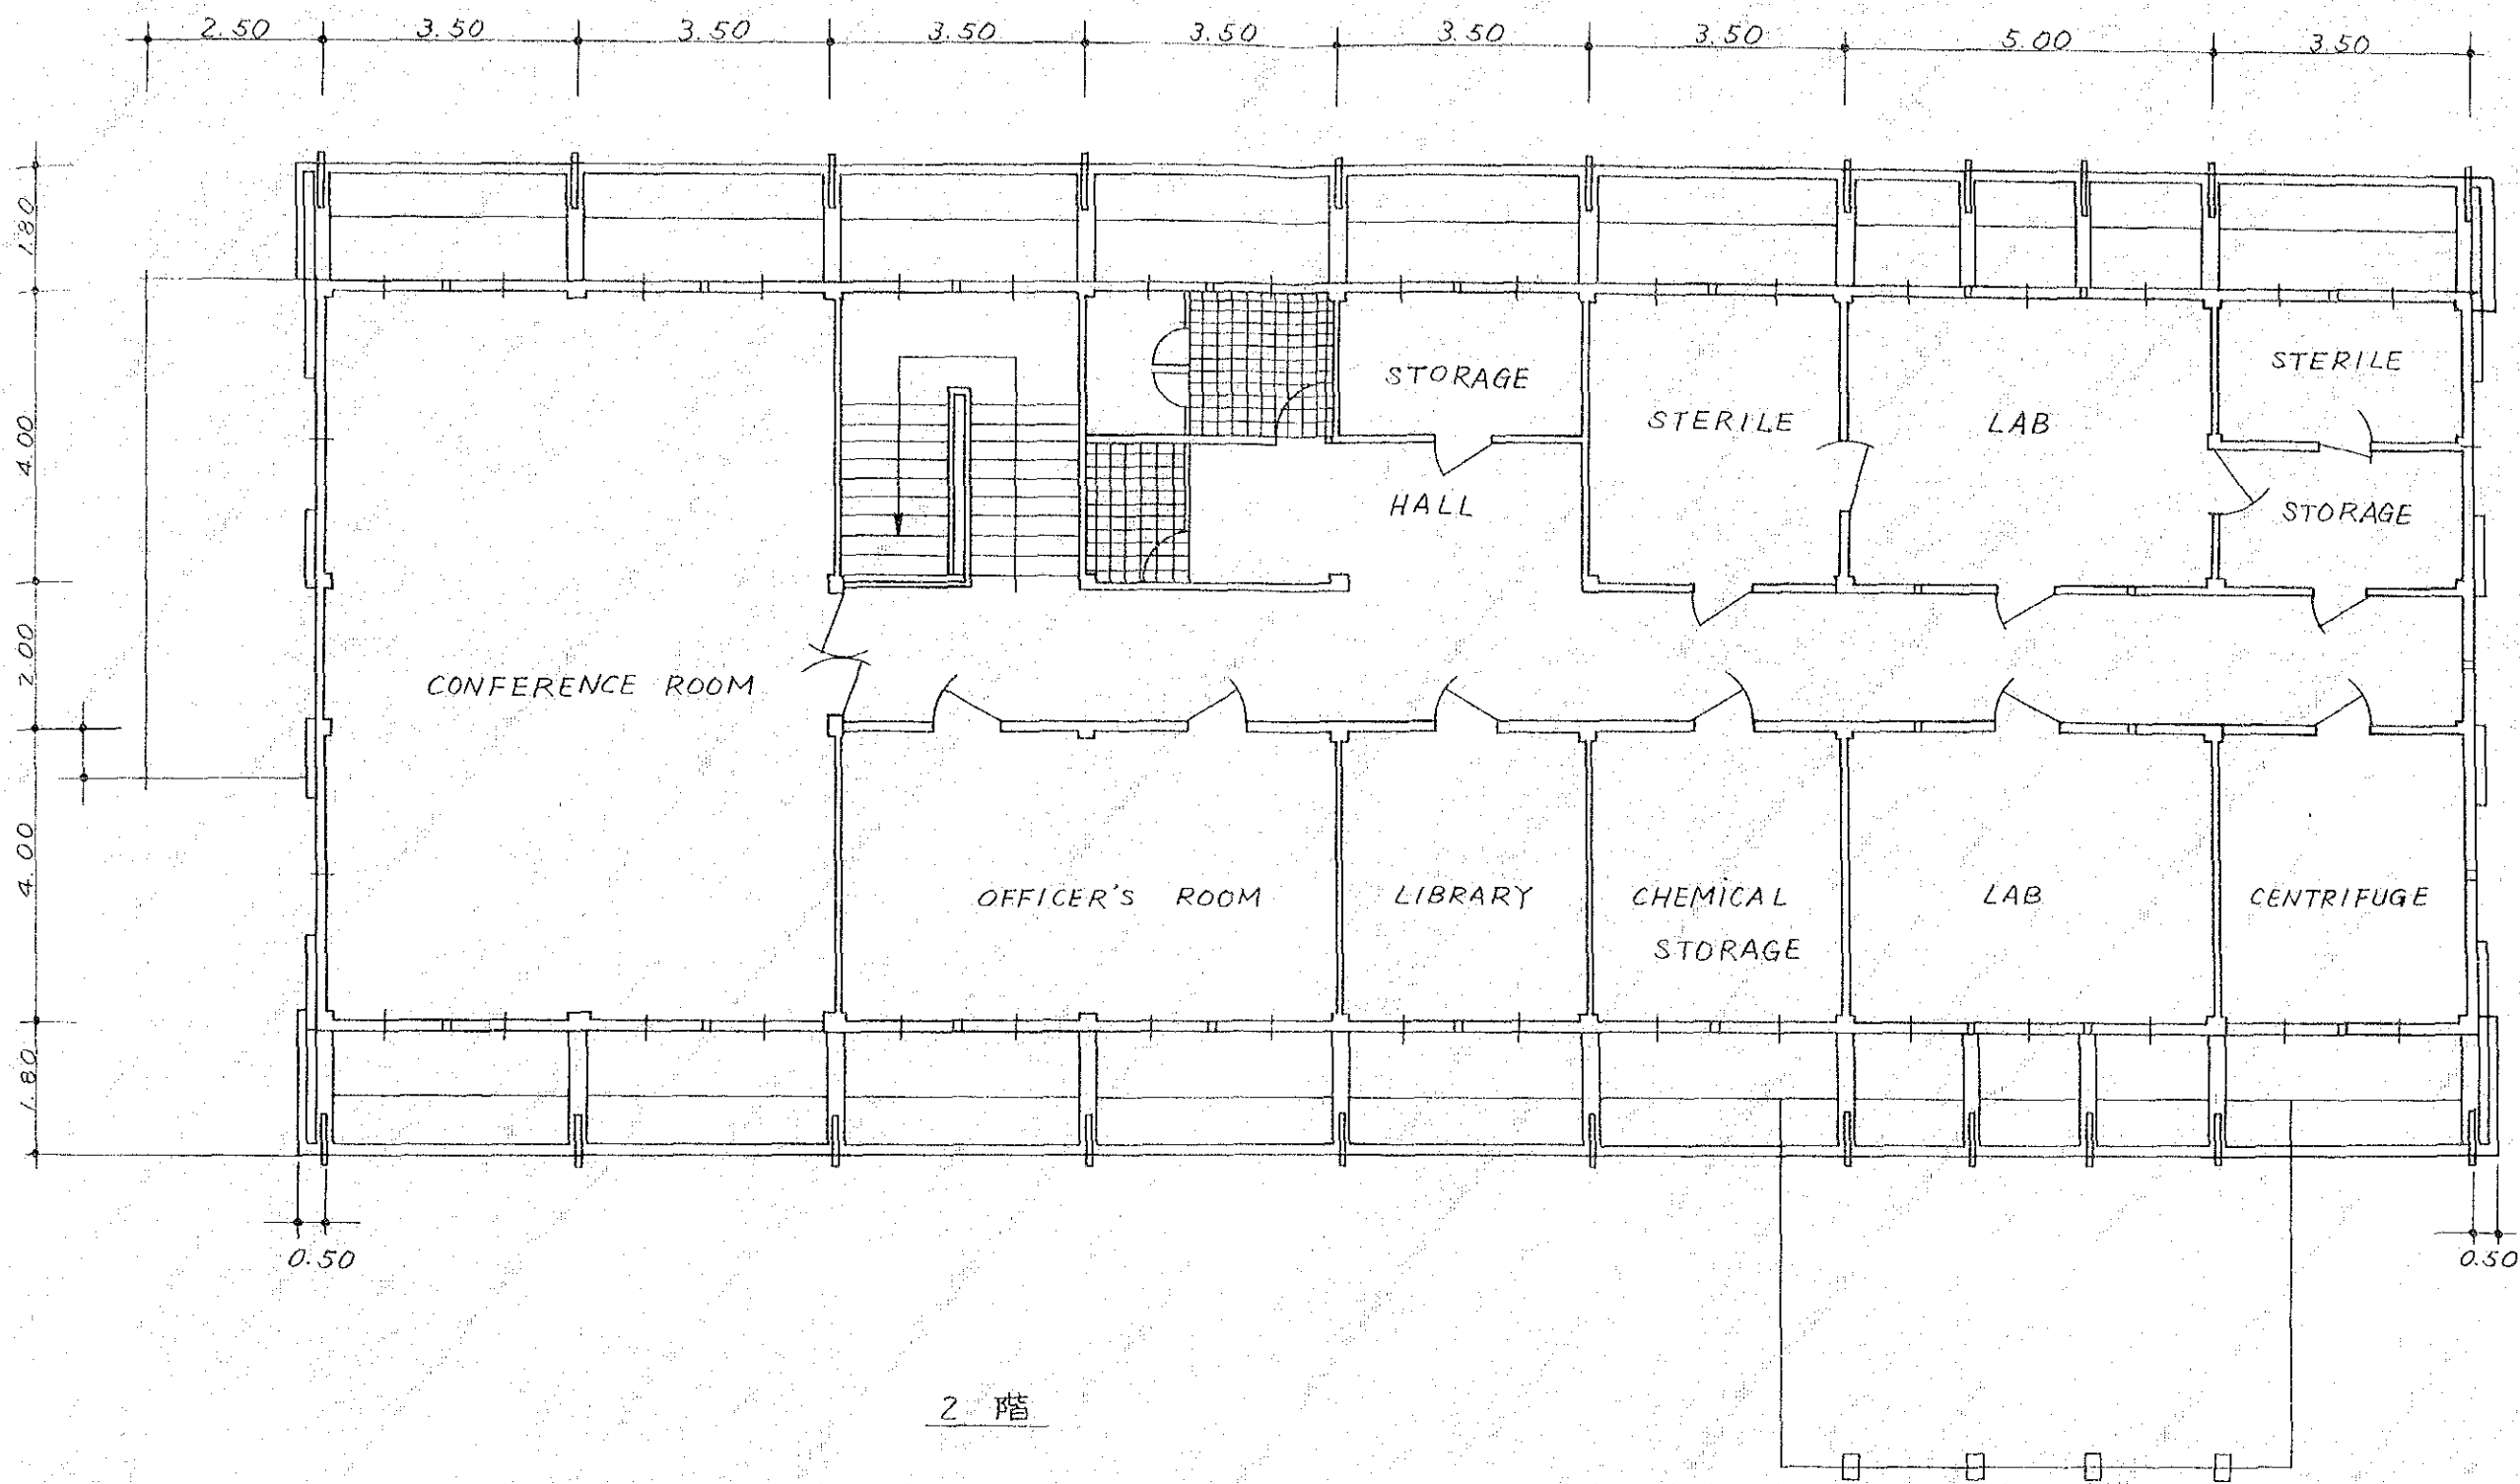 2.50 3.50 3.50 3.50 3.50 3.50 3.50 5.00 3.50
1.80
4.00
2.00
4.00
1.80
STORAGE
STERILE
LAB
STERILE
HALL
STORAGE
CONFERENCE ROOM
OFFICER'S ROOM
LIBRARY
CHEMICAL
STORAGE
LAB
CENTRIFUGE
0.50
0.50
2 階